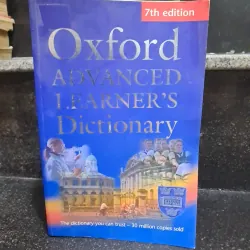 7th edition
Oxford
ADVANCED
LEARNER'S
Dictionary
The dictionary you can trust – 30 million copies sold